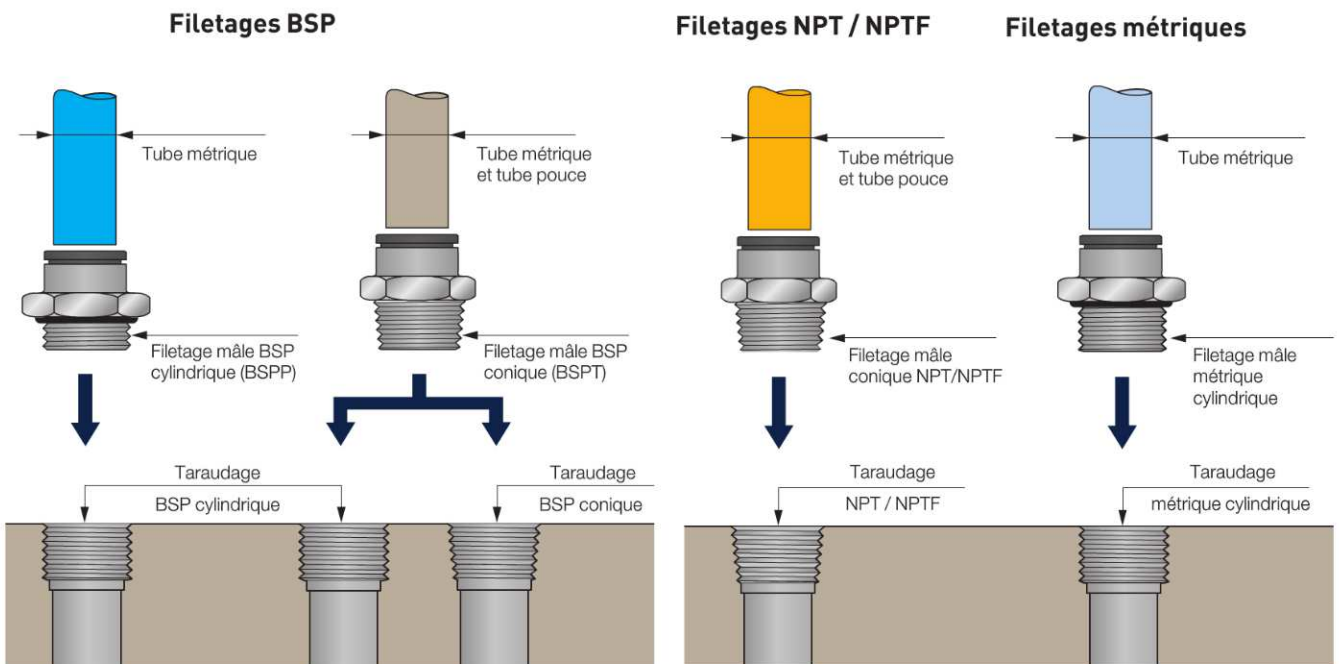 Filetages BSP
Filetages NPT / NPTF
Filetages métriques
Tube métrique
Tube métrique
et tube pouce
Tube métrique
et tube pouce
Tube métrique
Filetage mâle BSP
cylindrique (BSPP)
Filetage mâle BSP
conique (BSPT)
Filetage mâle
conique NPT/NPTF
Filetage mâle
métrique
cylindrique
Taraudage
BSP cylindrique
Taraudage
BSP conique
Taraudage
NPT / NPTF
Taraudage
métrique cylindrique